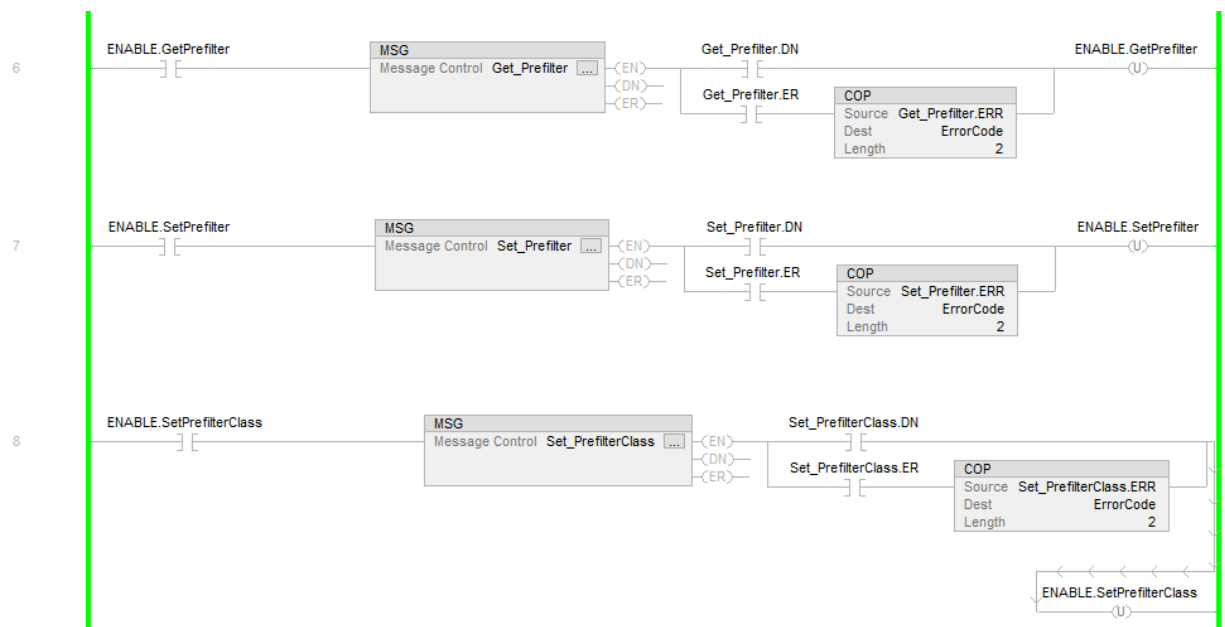 ENABLE.GetPrefilter
MSG
Get_Prefilter.DN
ENABLE.GetPrefilter
6
Message Control Get_Prefilter ...
(EN)
(U)
(DN)
(ER)
Get_Prefilter.ER
COP
Source Get_Prefilter.ERR
Dest ErrorCode
Length 2
ENABLE.SetPrefilter
MSG
Set_Prefilter.DN
ENABLE.SetPrefilter
7
Message Control Set_Prefilter ...
(EN)
(U)
(DN)
(ER)
Set_Prefilter.ER
COP
Source Set_Prefilter.ERR
Dest ErrorCode
Length 2
ENABLE.SetPrefilterClass
MSG
Set_PrefilterClass.DN
8
Message Control Set_PrefilterClass ...
(EN)
(DN)
(ER)
Set_PrefilterClass.ER
COP
Source Set_PrefilterClass.ERR
Dest ErrorCode
Length 2
ENABLE.SetPrefilterClass
(U)